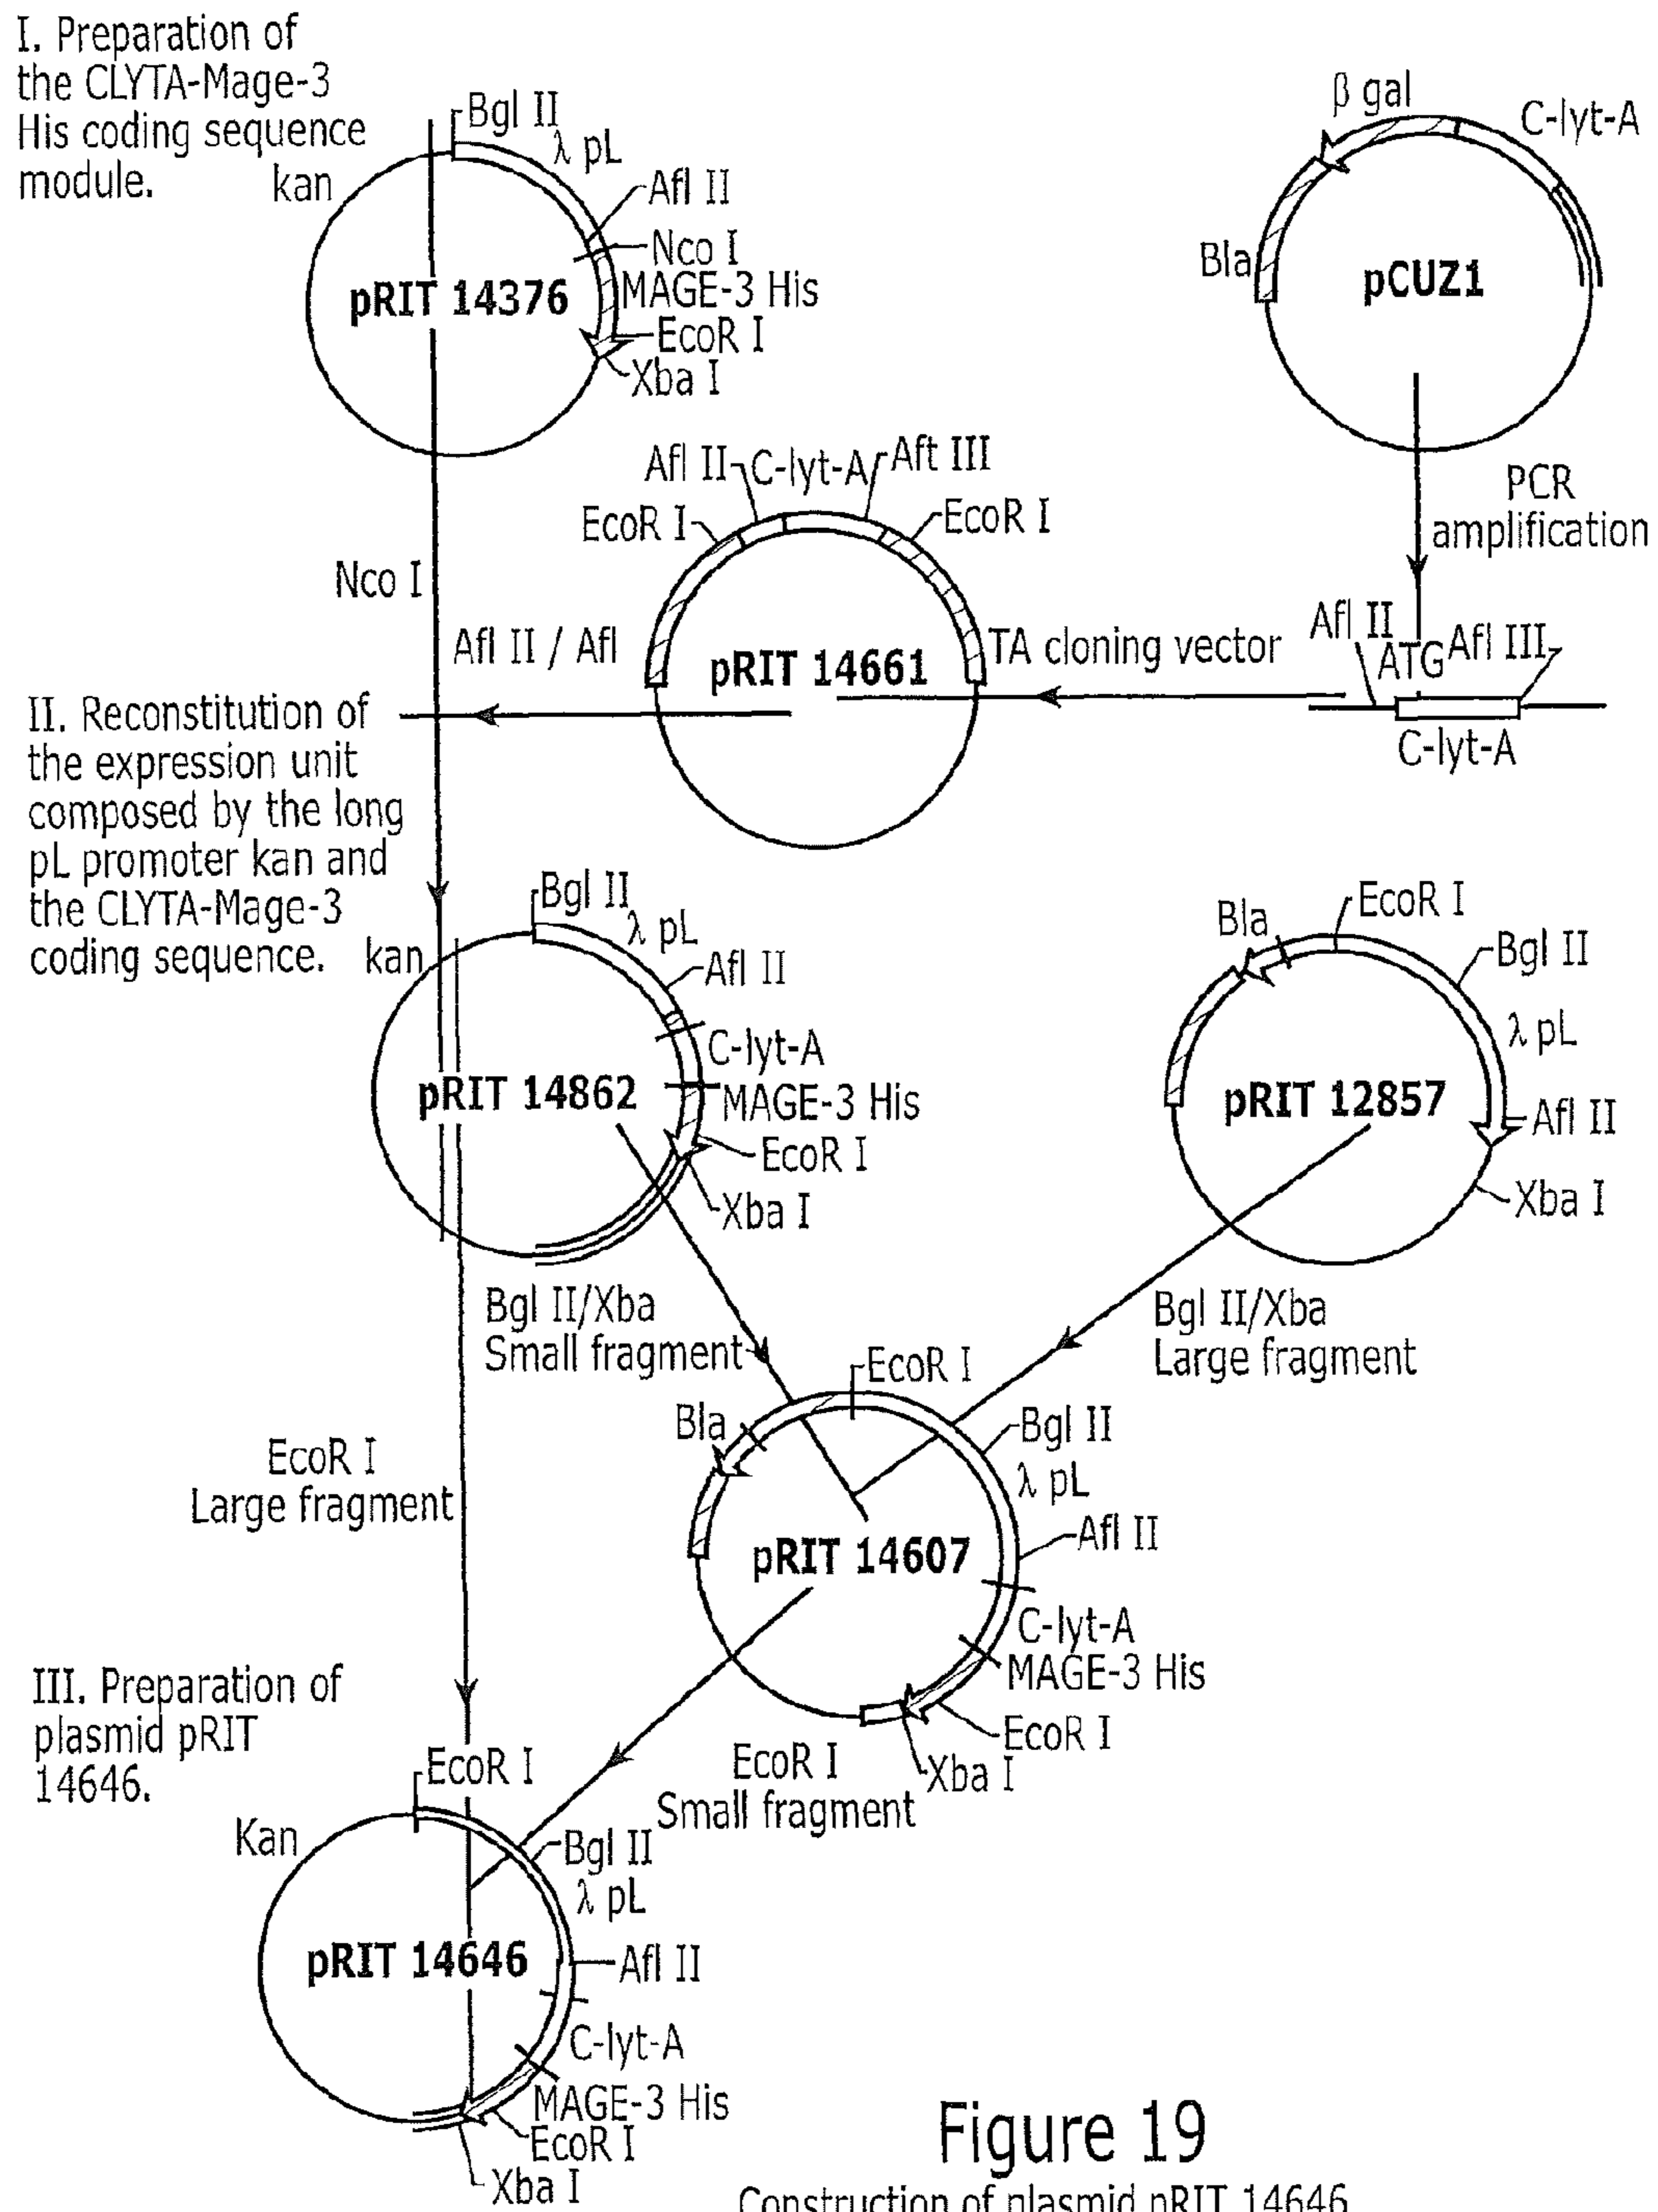 I. Preparation of
the CLYTA-Mage-3
His coding sequence
module.
kan
Bgl II
λ pL
Afl II
Nco I
MAGE-3 His
EcoR I
Xba I
pRIT 14376
β gal
C-lyt-A
Bla
pCUZ1
PCR
amplification
Afl II
ATG
Afl III
C-lyt-A
TA cloning vector
Afl II
C-lyt-A
Aft III
EcoR I
EcoR I
pRIT 14661
Nco I
Afl II / Afl
II. Reconstitution of
the expression unit
composed by the long
pL promoter kan and
the CLYTA-Mage-3
coding sequence.
kan
Bgl II
λ pL
Afl II
C-lyt-A
MAGE-3 His
EcoR I
Xba I
pRIT 14862
Bla
EcoR I
Bgl II
λ pL
Afl II
Xba I
pRIT 12857
Bgl II/Xba
Small fragment
Bgl II/Xba
Large fragment
EcoR I
Large fragment
Bla
EcoR I
Bgl II
λ pL
Afl II
C-lyt-A
MAGE-3 His
EcoR I
Xba I
pRIT 14607
EcoR I
Small fragment
III. Preparation of
plasmid pRIT
14646.
Kan
EcoR I
Bgl II
λ pL
Afl II
C-lyt-A
MAGE-3 His
EcoR I
Xba I
pRIT 14646
Figure 19
Construction of plasmid pRIT 14646